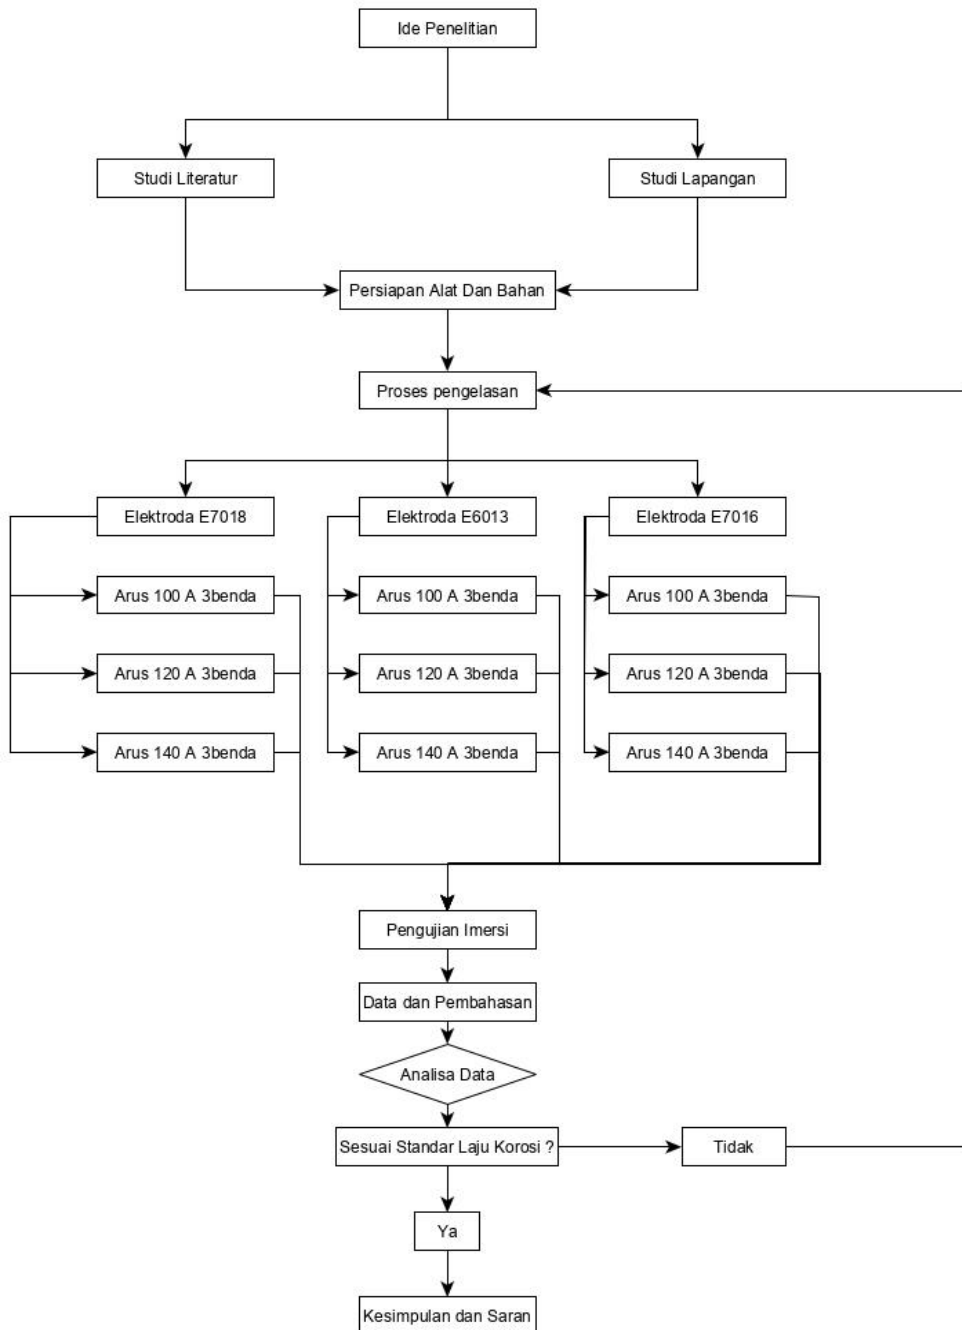 Ide Penelitian
Studi Literatur
Studi Lapangan
Persiapan Alat Dan Bahan
Proses pengelasan
Elektroda E7018
Elektroda E6013
Elektroda E7016
Arus 100 A 3benda
Arus 100 A 3benda
Arus 100 A 3benda
Arus 120 A 3benda
Arus 120 A 3benda
Arus 120 A 3benda
Arus 140 A 3benda
Arus 140 A 3benda
Arus 140 A 3benda
Pengujian Imersi
Data dan Pembahasan
Analisa Data
Sesuai Standar Laju Korosi ?
Tidak
Ya
Kesimpulan dan Saran